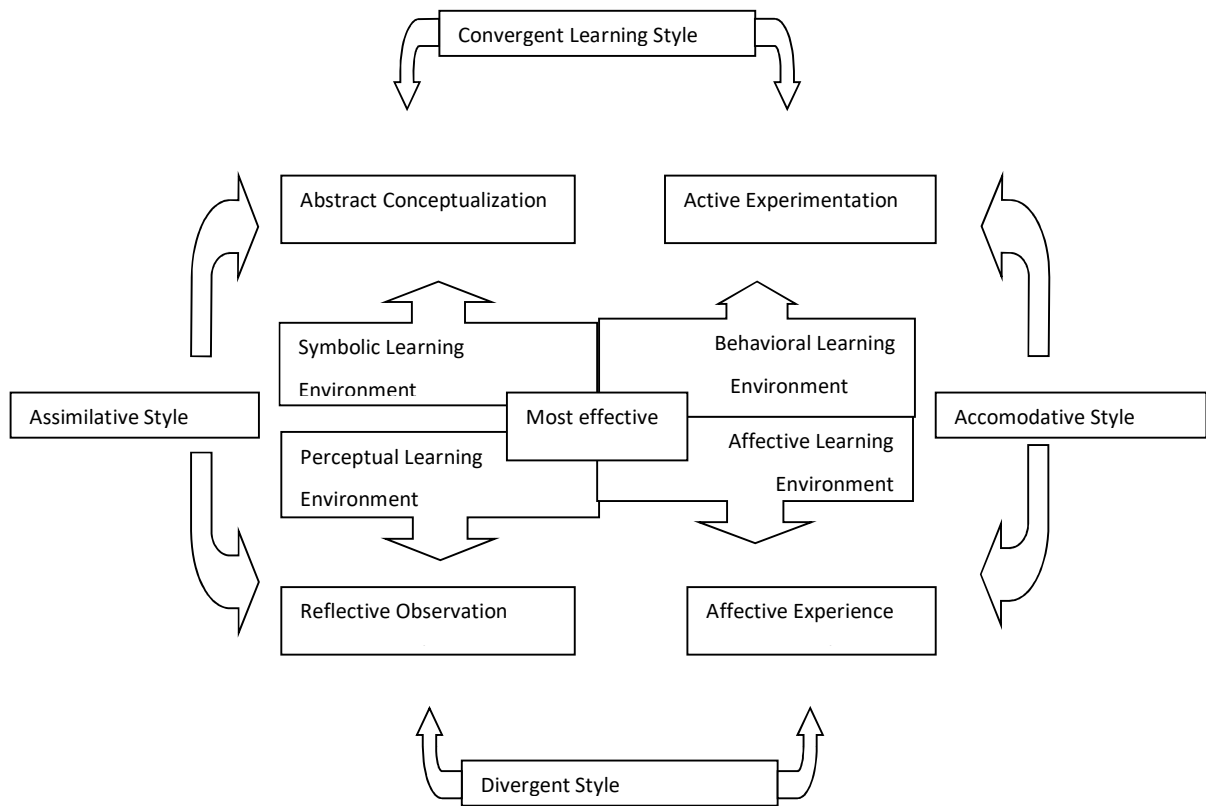 Convergent Learning Style
Abstract Conceptualization
Active Experimentation
Symbolic Learning
Environment
Behavioral Learning
Environment
Assimilative Style
Most effective
Accomodative Style
Perceptual Learning
Environment
Affective Learning
Environment
Reflective Observation
Affective Experience
Divergent Style